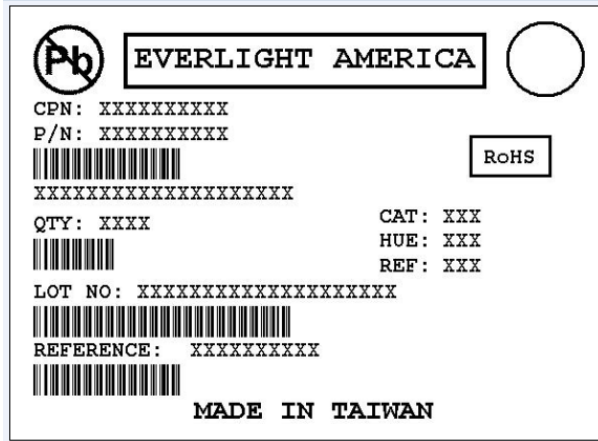 Pb
EVERLIGHT AMERICA
CPN: XXXXXXXXXX
P/N: XXXXXXXXXX
RoHS
XXXXXXXXXXXXXXXXXXXX
QTY: XXXX
CAT: XXX
HUE: XXX
REF: XXX
LOT NO: XXXXXXXXXXXXXXXXXXXX
REFERENCE: XXXXXXXXXX
MADE IN TAIWAN